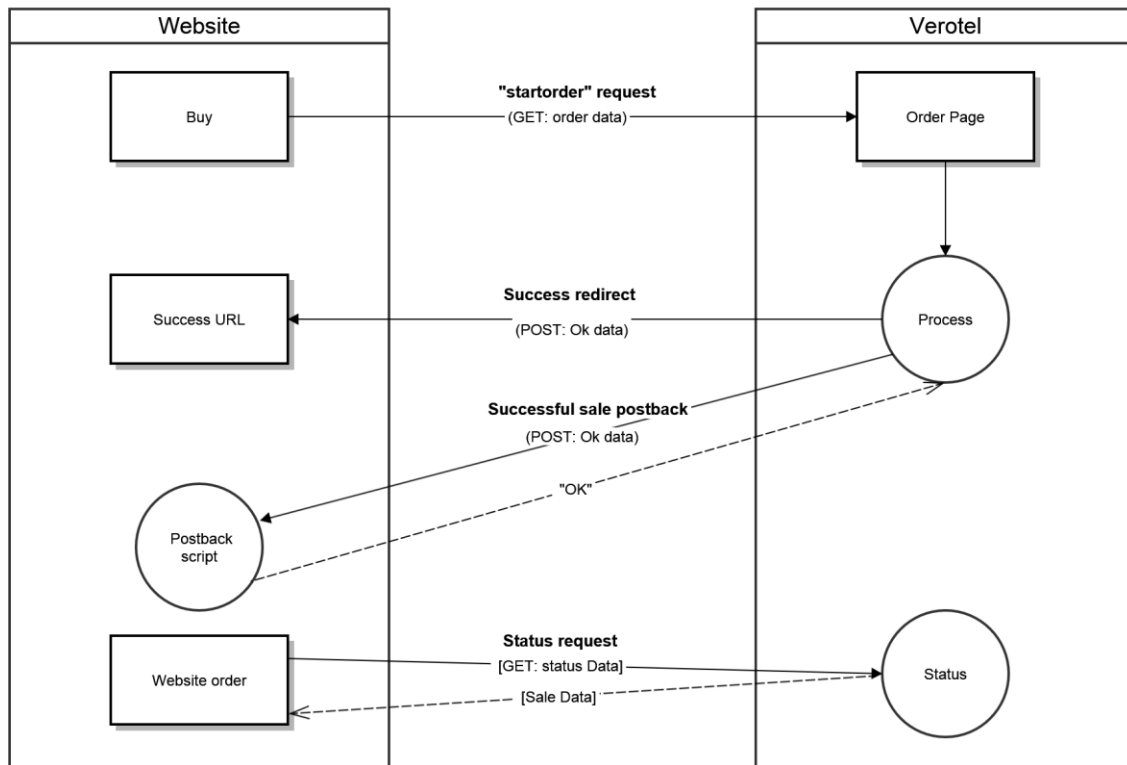 Website
Verotel
"startorder" request
Buy
(GET: order data)
Order Page
Success redirect
Success URL
(POST: Ok data)
Process
Successful sale postback
(POST: Ok data)
"OK"
Postback
script
Status request
[GET: status Data]
Website order
Status
[Sale Data]